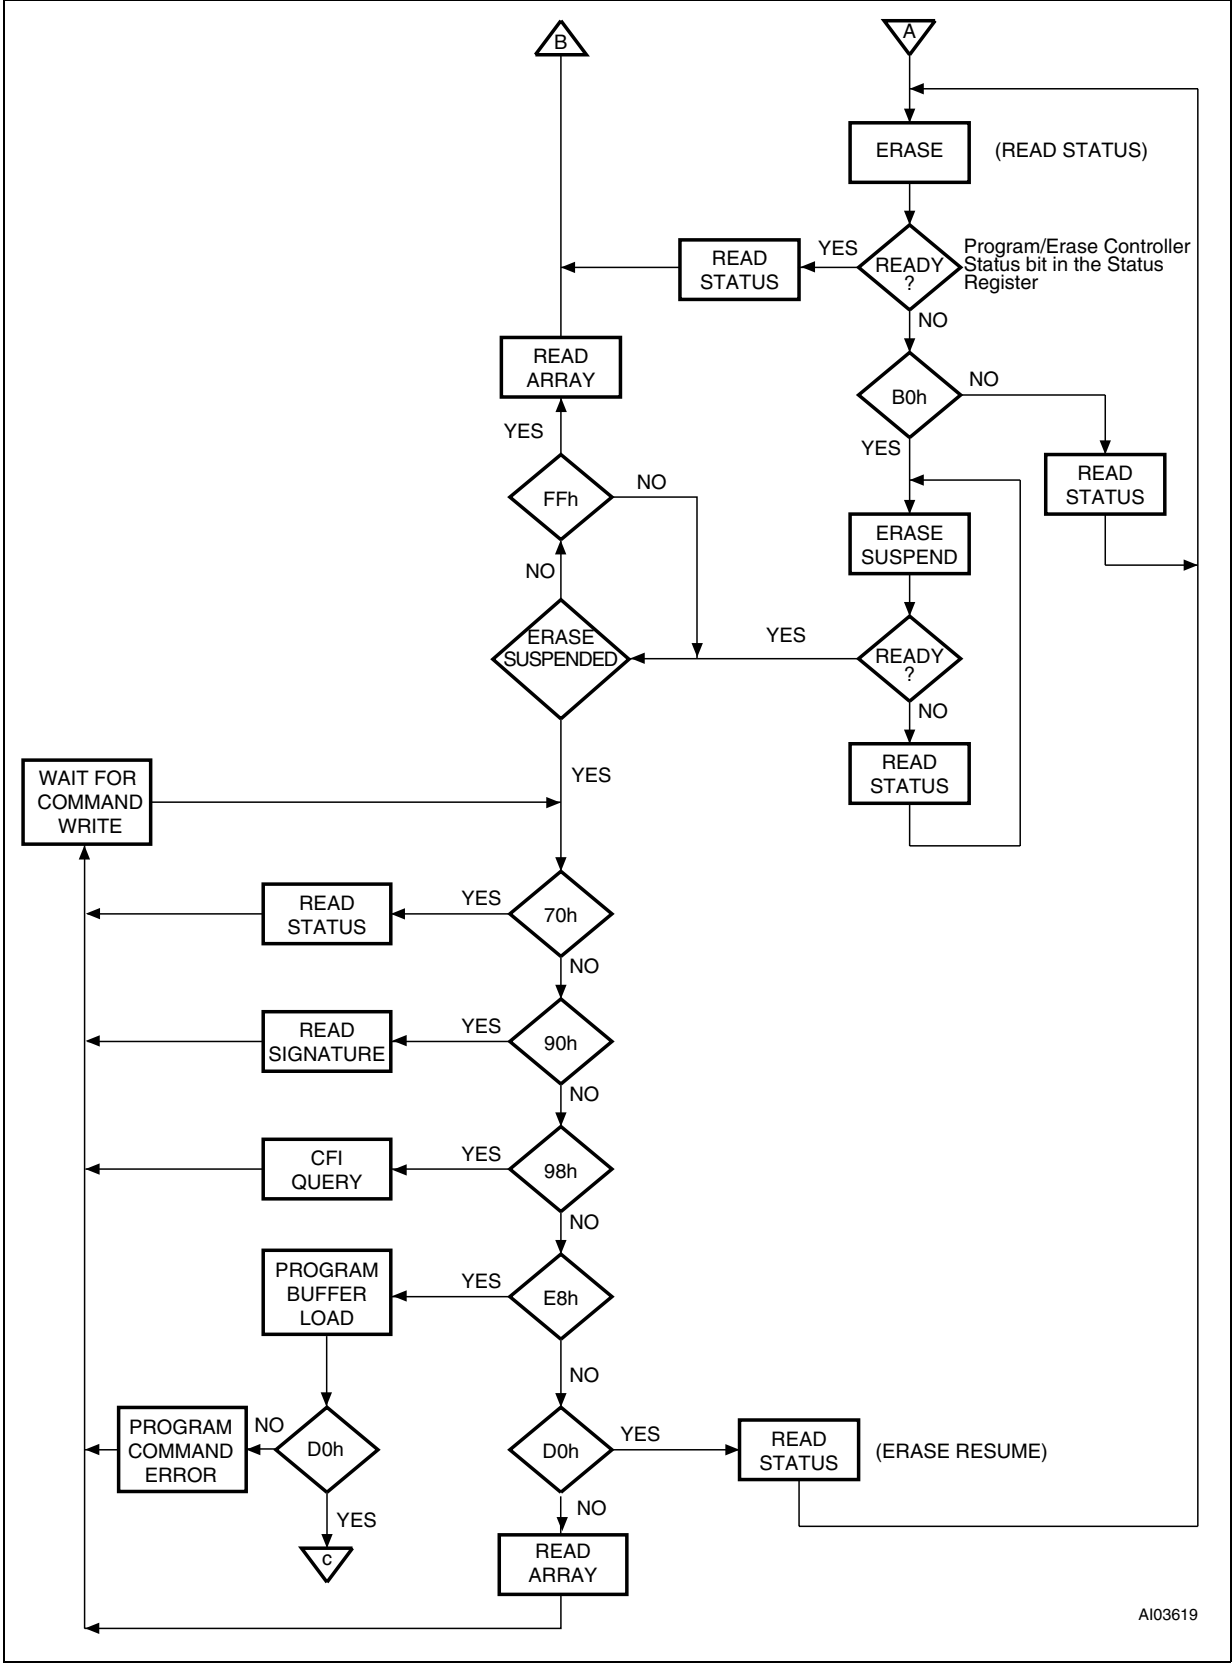 B
A
ERASE
(READ STATUS)
READ
STATUS
YES
READY
?
Program/Erase Controller
Status bit in the Status
Register
NO
READ
ARRAY
B0h
NO
YES
YES
READ
STATUS
FFh
NO
ERASE
SUSPEND
NO
ERASE
SUSPENDED
YES
READY
?
NO
YES
READ
STATUS
WAIT FOR
COMMAND
WRITE
READ
STATUS
YES
70h
NO
READ
SIGNATURE
YES
90h
NO
CFI
QUERY
YES
98h
NO
PROGRAM
BUFFER
LOAD
YES
E8h
NO
PROGRAM
COMMAND
ERROR
NO
D0h
YES
c
D0h
YES
READ
STATUS
(ERASE RESUME)
NO
READ
ARRAY
AI03619